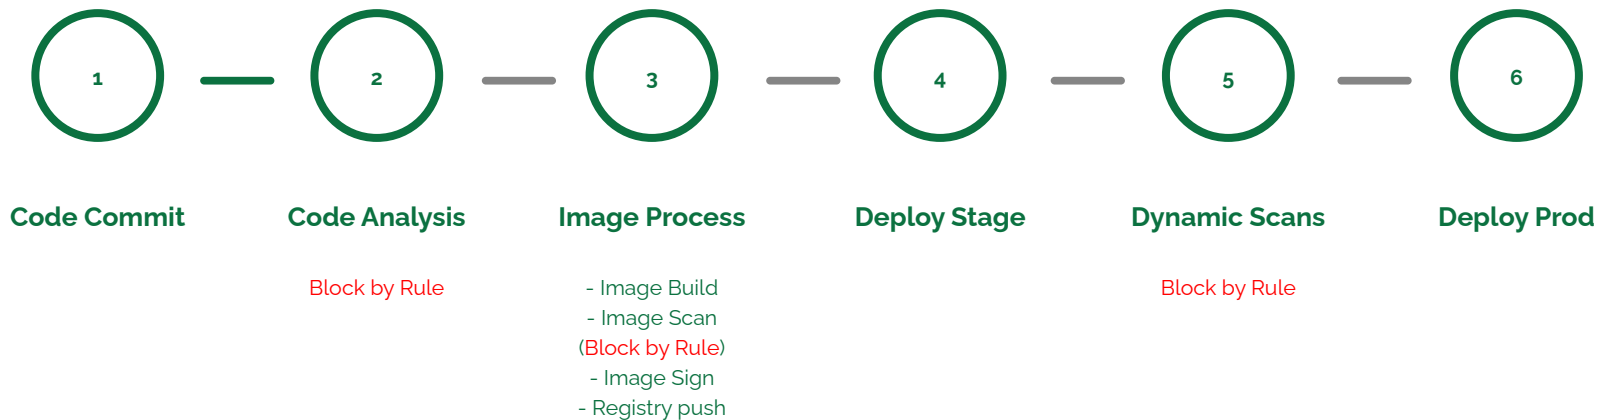 1
2
3
4
5
6
Code Commit
Code Analysis
Image Process
Deploy Stage
Dynamic Scans
Deploy Prod
Block by Rule
- Image Build
- Image Scan
(Block by Rule)
- Image Sign
- Registry push
Block by Rule